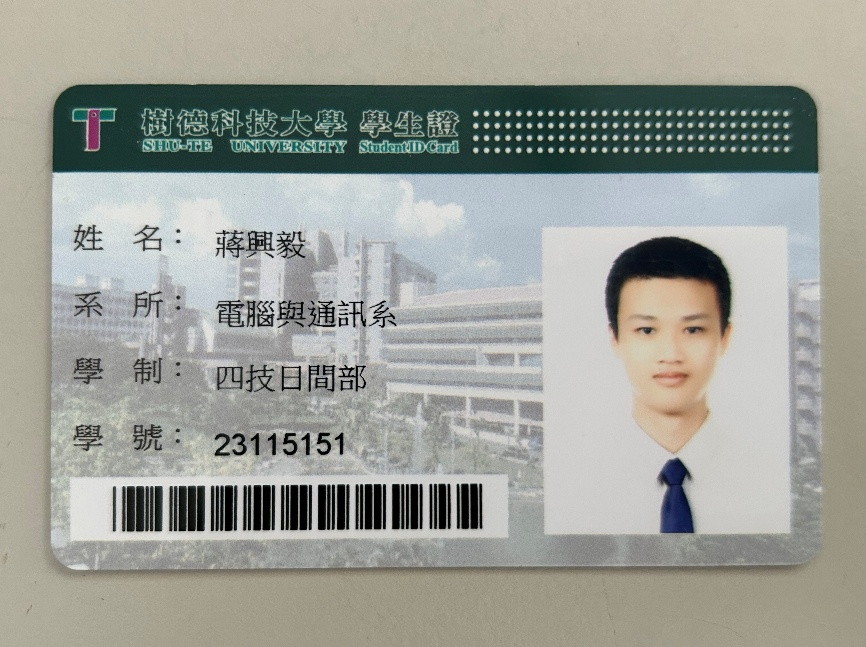 樹德科技大學 學生證
SHU-TE UNIVERSITY Student ID Card
姓 名： 蔣興毅
系 所： 電腦與通訊系
學 制： 四技日間部
學 號： 23115151